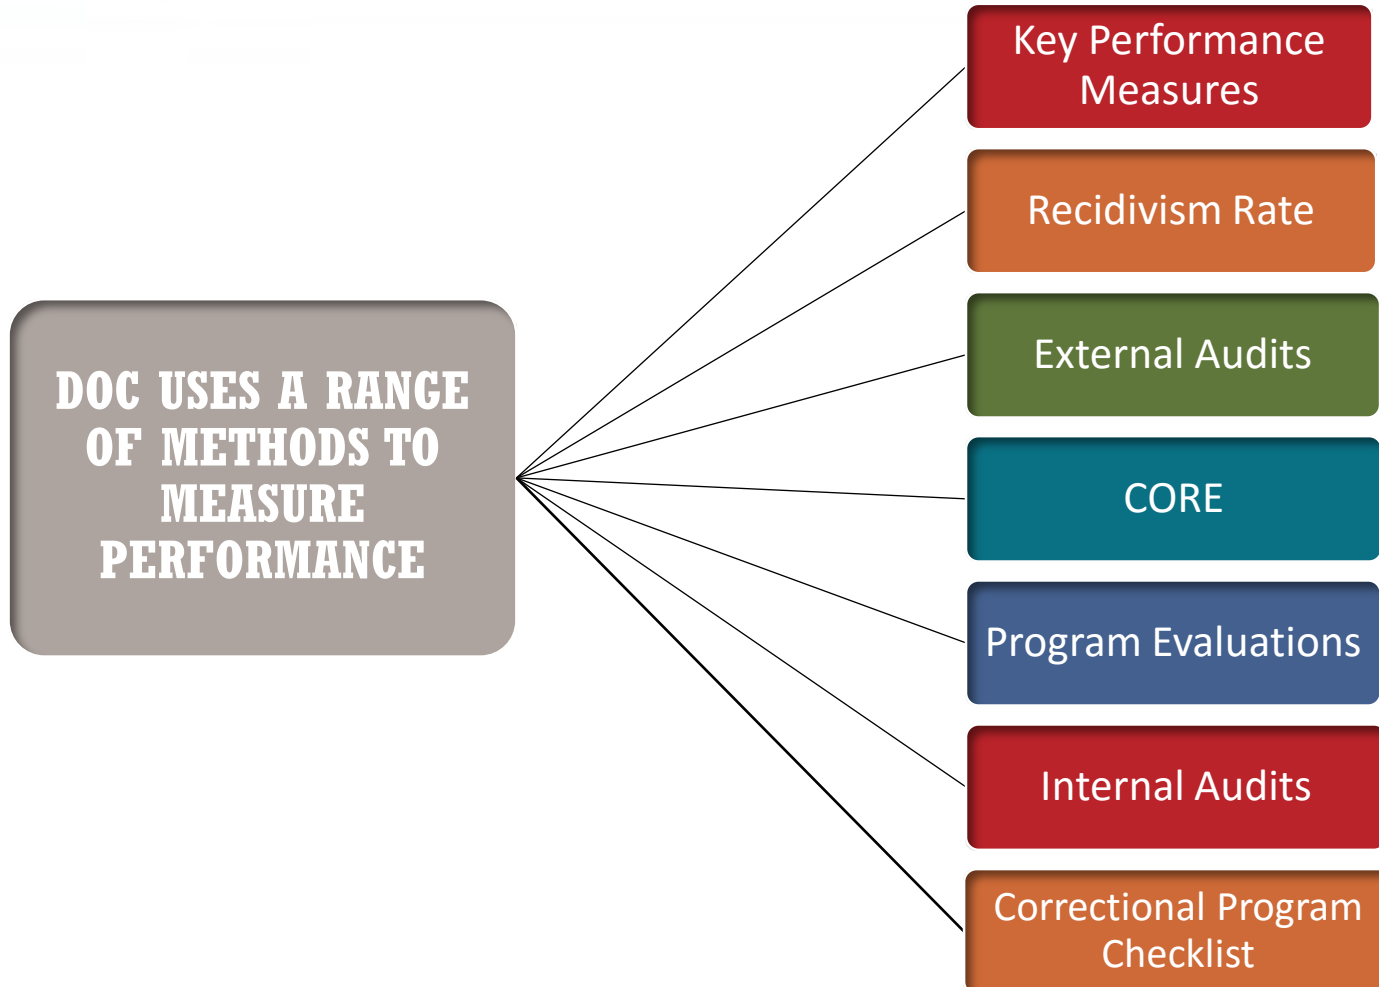 DOC USES A RANGE
OF METHODS TO
MEASURE
PERFORMANCE
Key Performance
Measures
Recidivism Rate
External Audits
CORE
Program Evaluations
Internal Audits
Correctional Program
Checklist